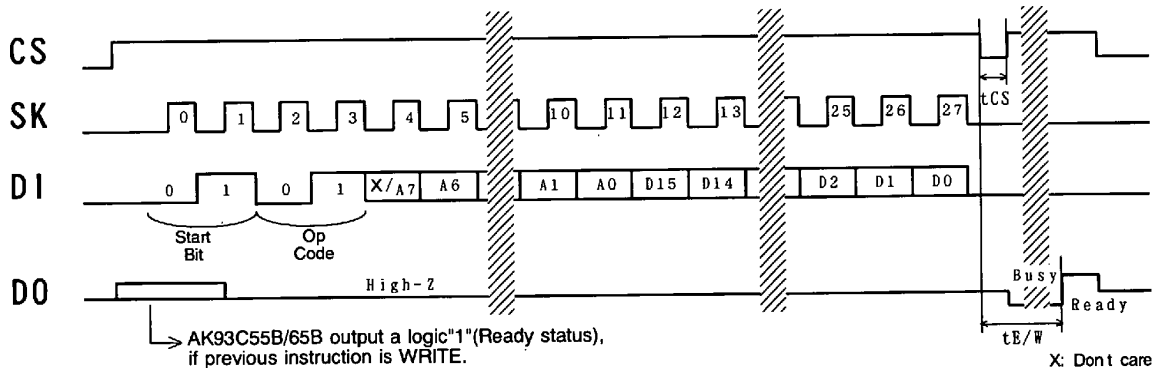 CS
tCS
SK 0 1 2 3 4 5 10 11 12 13 25 26 27
DI 0 1 0 1 X/A7 A6 A1 A0 D15 D14 D2 D1 D0
Start
Bit
Op
Code
DO High-Z Busy
Ready
tE/W
AK93C55B/65B output a logic"1"(Ready status),
if previous instruction is WRITE.
X: Don t care